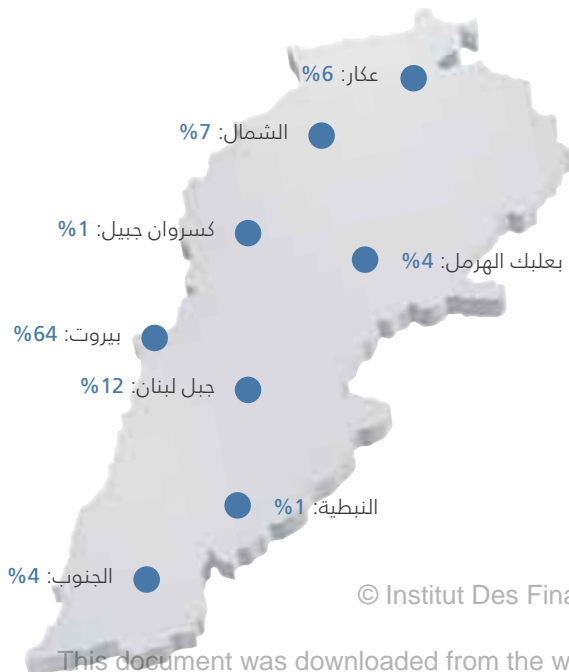 عكار: 6%
الشمال: 7%
كسروان جبيل: 1%
بعلبك الهرمل: 4%
بيروت: 64%
جبل لبنان: 12%
النبطية: 1%
الجنوب: 4%
© Institut Des Fina
This document was downloaded from the w